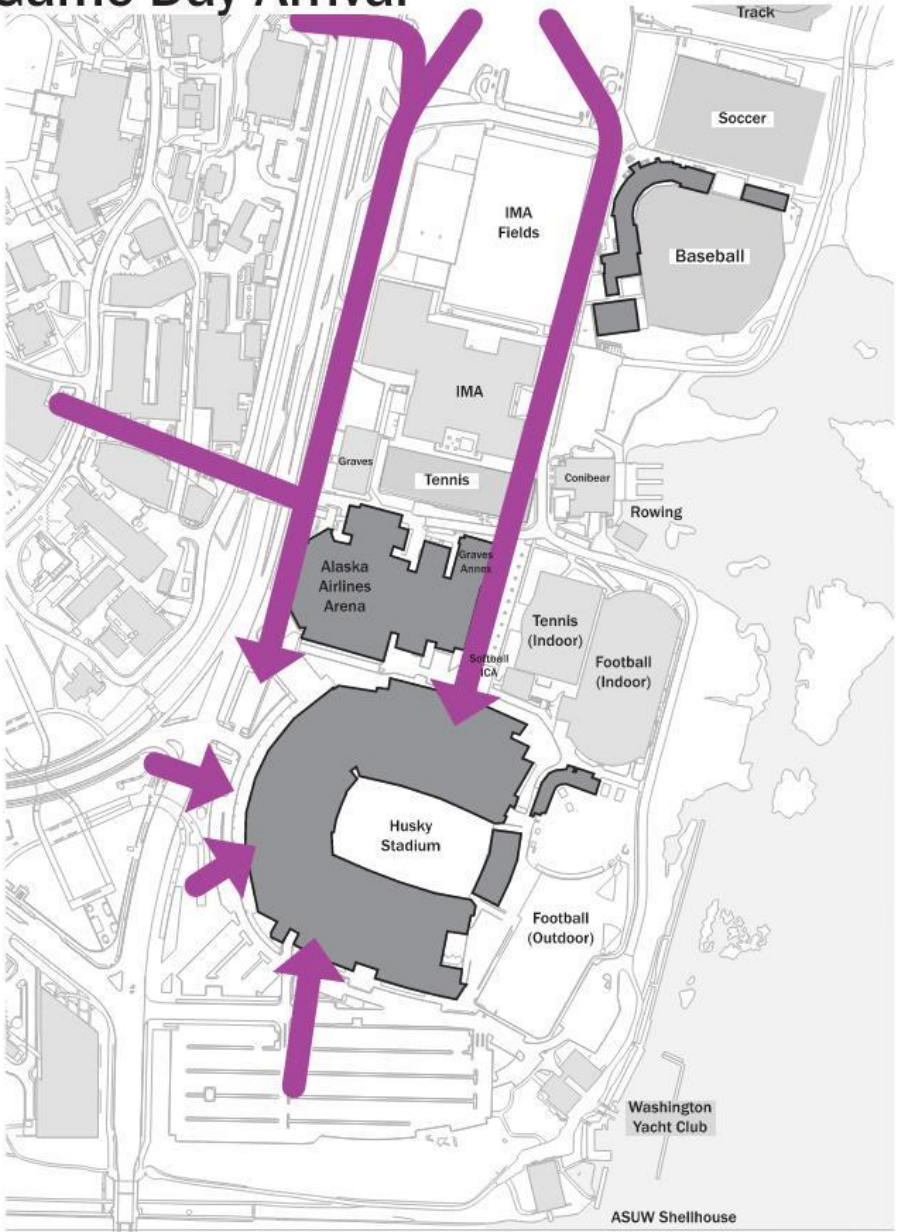 Game Day Arrival
Track
Soccer
IMA
Fields
Baseball
IMA
Graves
Tennis
Conibear
Rowing
Alaska
Airlines
Arena
Graves
Annex
Tennis
(Indoor)
Football
(Indoor)
Softball
ICA
Husky
Stadium
Football
(Outdoor)
Washington
Yacht Club
ASUW Shellhouse